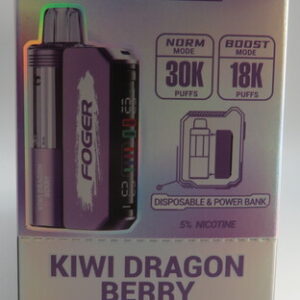 NORM
MODE
30K
PUFFS
BOOST
MODE
18K
PUFFS
FOGER
DISPOSABLE & POWER BANK
5% NICOTINE
KIWI DRAGON
BERRY